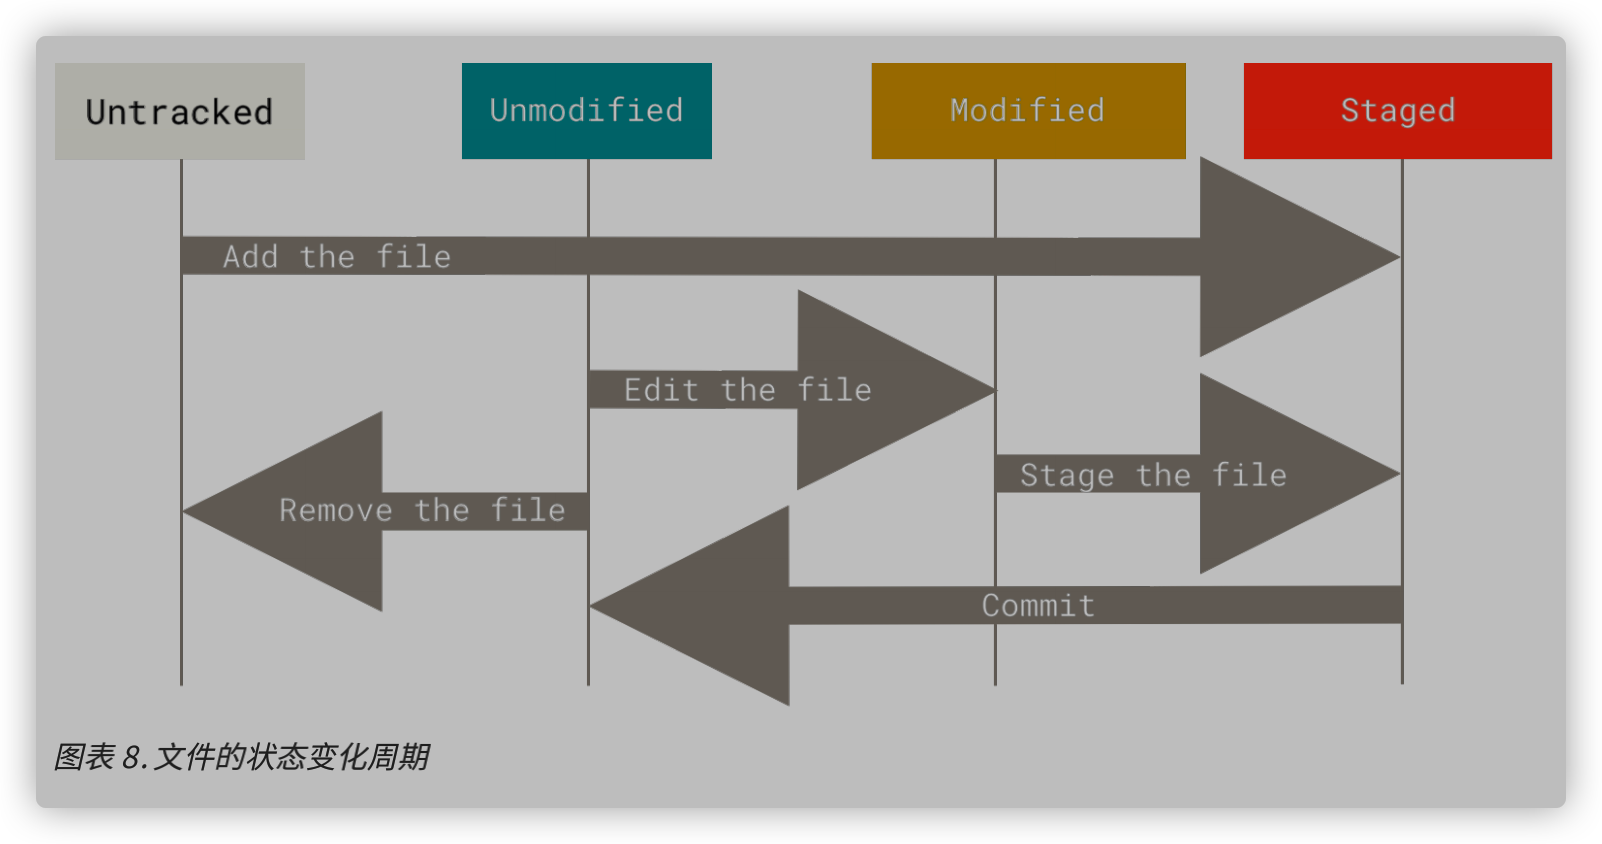 Untracked
Unmodified
Modified
Staged
Add the file
Edit the file
Stage the file
Remove the file
Commit
图表 8. 文件的状态变化周期